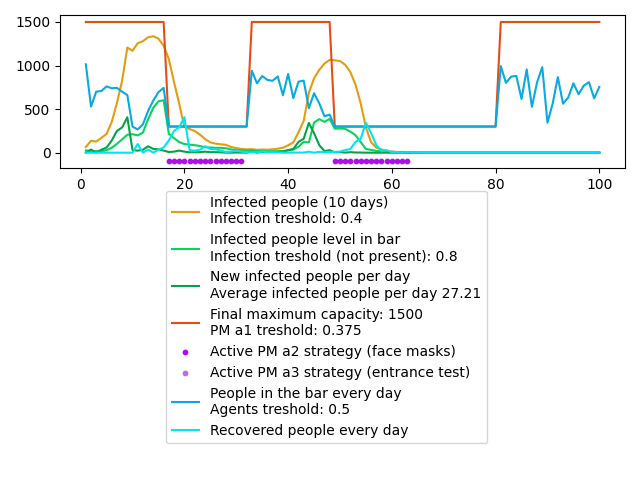 1500
1000
500
0
0
20
40
60
80
100
Infected people (10 days)
Infection treshold: 0.4
Infected people level in bar
Infection treshold (not present): 0.8
New infected people per day
Average infected people per day 27.21
Final maximum capacity: 1500
PM a1 treshold: 0.375
Active PM a2 strategy (face masks)
Active PM a3 strategy (entrance test)
People in the bar every day
Agents treshold: 0.5
Recovered people every day